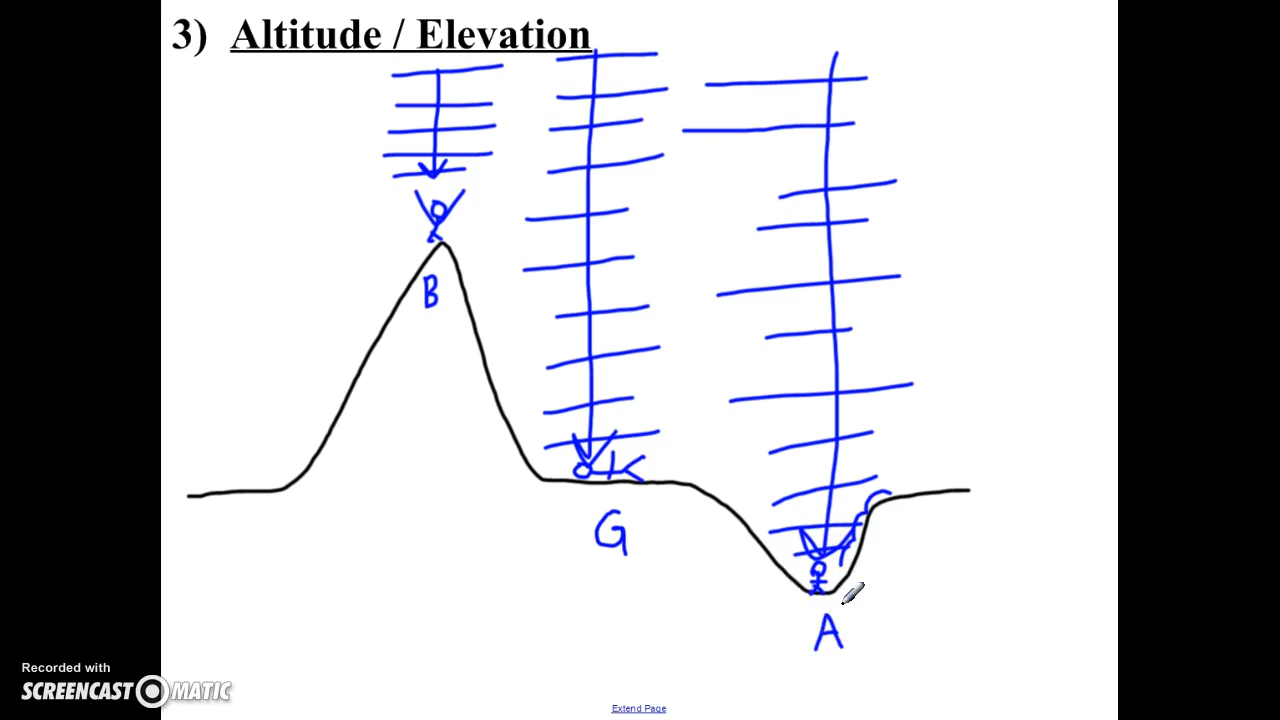 3) Altitude / Elevation
B
G
A
Recorded with
SCREENCAST O MATIC
Extend Page